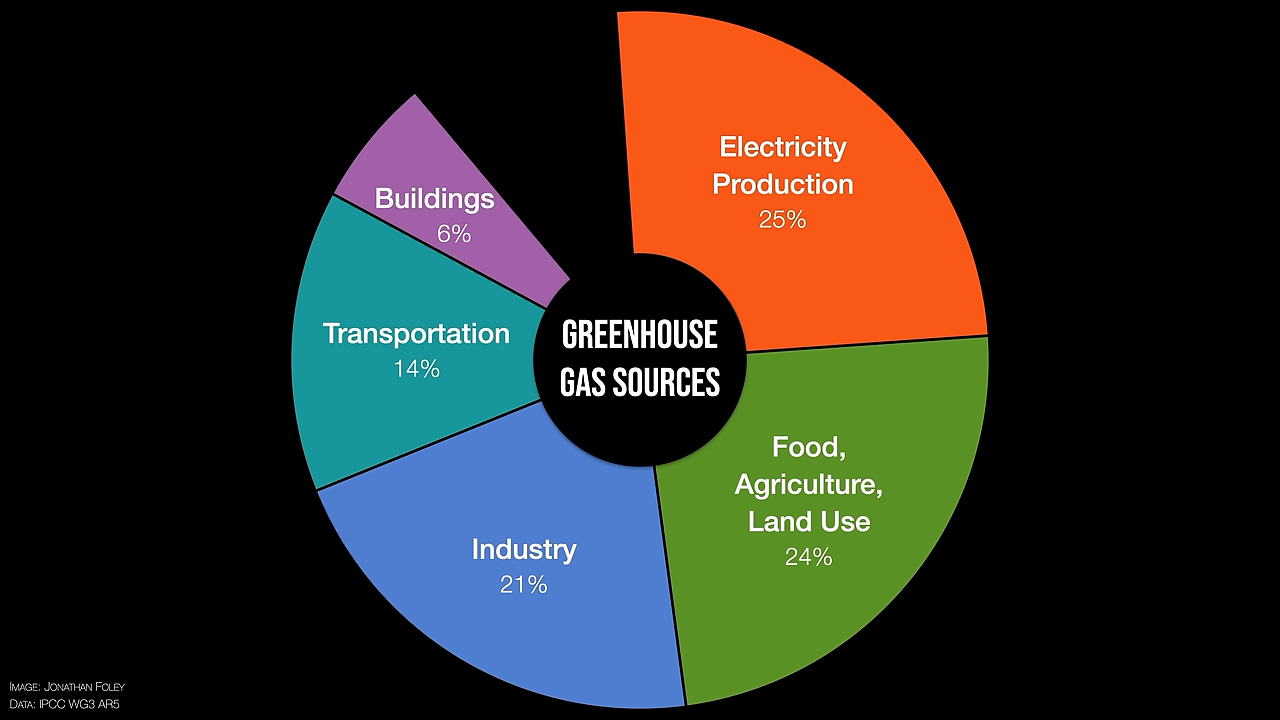 Electricity
Production
25%
Buildings
6%
Transportation
14%
GREENHOUSE
GAS SOURCES
Food,
Agriculture,
Land Use
24%
Industry
21%
Image: Jonathan Foley
Data: IPCC WG3 AR5